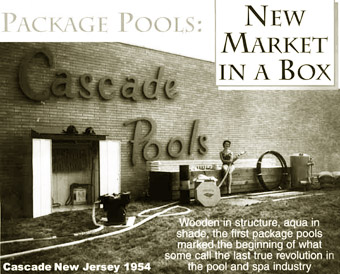 PACKAGE POOLS:
NEW
MARKET
IN A BOX
Cascade
Pools
Wooden in structure, aqua in
shade, the first package pools
marked the beginning of what
some call the last true revolution in
the pool and spa industry
Cascade New Jersey 1954